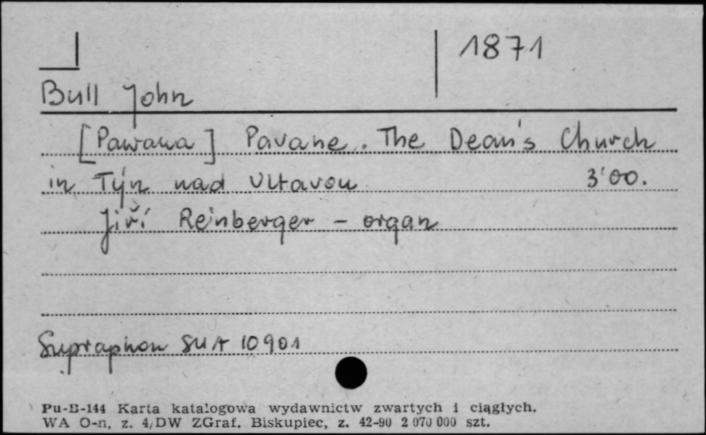 1871
Bull John
[Pawana] Pavane. The Dean's Church
in Týn nad Vltavou 3'00.
Jiří Reinberger - organ
Supraphon SUA 10901
Pu-B-144 Karta katalogowa wydawnictw zwartych i ciągłych.
WA O-n, z. 4/DW ZGraf. Biskupiec, z. 42-90 2 070 000 szt.